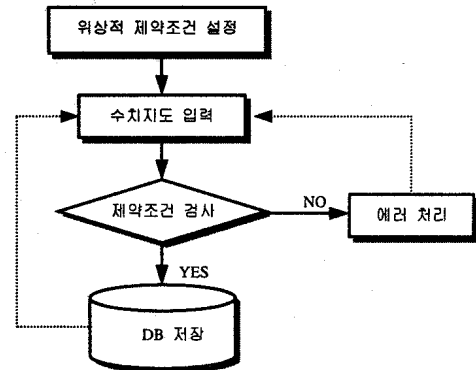 위상적 제약조건 설정
수치지도 입력
제약조건 검사
NO
에러 처리
YES
DB 저장